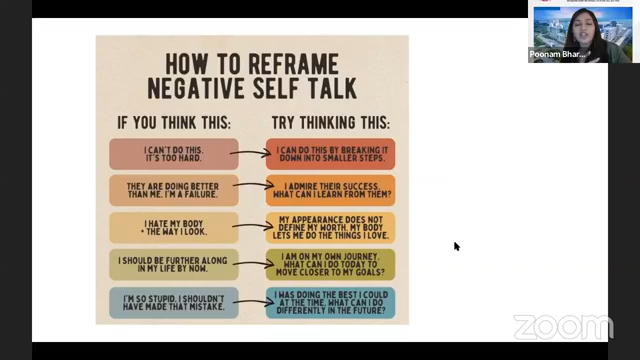 Poonam Bhar...
HOW TO REFRAME
NEGATIVE SELF TALK
IF YOU THINK THIS:
TRY THINKING THIS:
I CAN'T DO THIS.
IT'S TOO HARD.
I CAN DO THIS BY BREAKING IT
DOWN INTO SMALLER STEPS.
THEY ARE DOING BETTER
THAN ME. I'M A FAILURE.
I ADMIRE THEIR SUCCESS.
WHAT CAN I LEARN FROM THEM?
I HATE MY BODY
+ THE WAY I LOOK.
MY APPEARANCE DOES NOT
DEFINE MY WORTH. MY BODY
LETS ME DO THE THINGS I LOVE.
I SHOULD BE FURTHER ALONG
IN MY LIFE BY NOW.
I AM ON MY OWN JOURNEY.
WHAT CAN I DO TODAY TO
MOVE CLOSER TO MY GOALS?
I'M SO STUPID. I SHOULDN'T
HAVE MADE THAT MISTAKE.
I WAS DOING THE BEST I COULD
AT THE TIME. WHAT CAN I DO
DIFFERENTLY IN THE FUTURE?
zoom